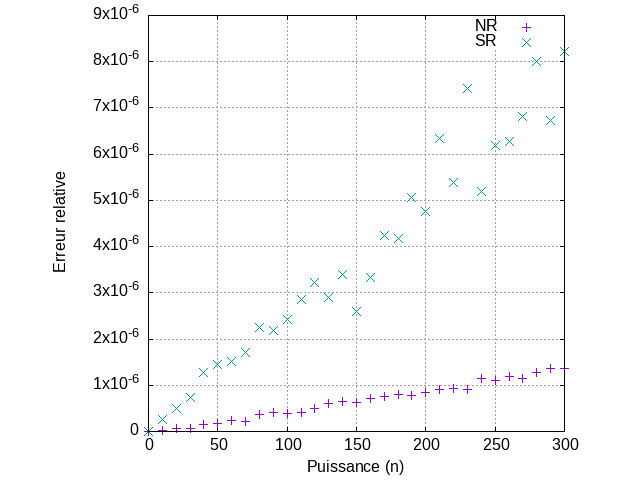 9x10⁻⁶
8x10⁻⁶
7x10⁻⁶
6x10⁻⁶
5x10⁻⁶
4x10⁻⁶
3x10⁻⁶
2x10⁻⁶
1x10⁻⁶
0
Erreur relative
NR
SR
0 50 100 150 200 250 300
Puissance (n)